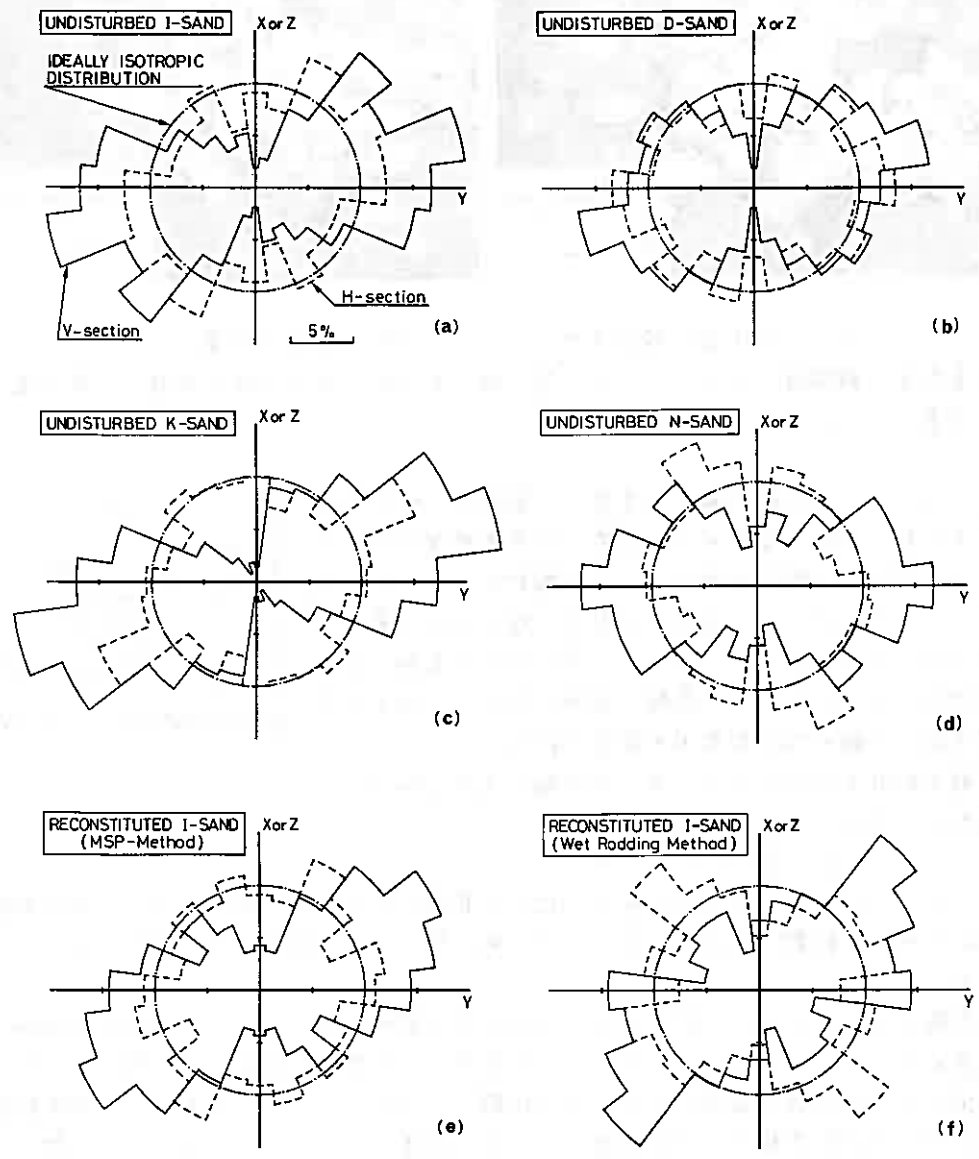 UNDISTURBED I-SAND
X or Z
IDEALLY ISOTROPIC
DISTRIBUTION
Y
H-section
V-section
5%
(a)
UNDISTURBED D-SAND
X or Z
Y
(b)
UNDISTURBED K-SAND
X or Z
Y
(c)
UNDISTURBED N-SAND
X or Z
Y
(d)
RECONSTITUTED I-SAND
(MSP-Method)
X or Z
Y
(e)
RECONSTITUTED I-SAND
(Wet Rodding Method)
X or Z
Y
(f)